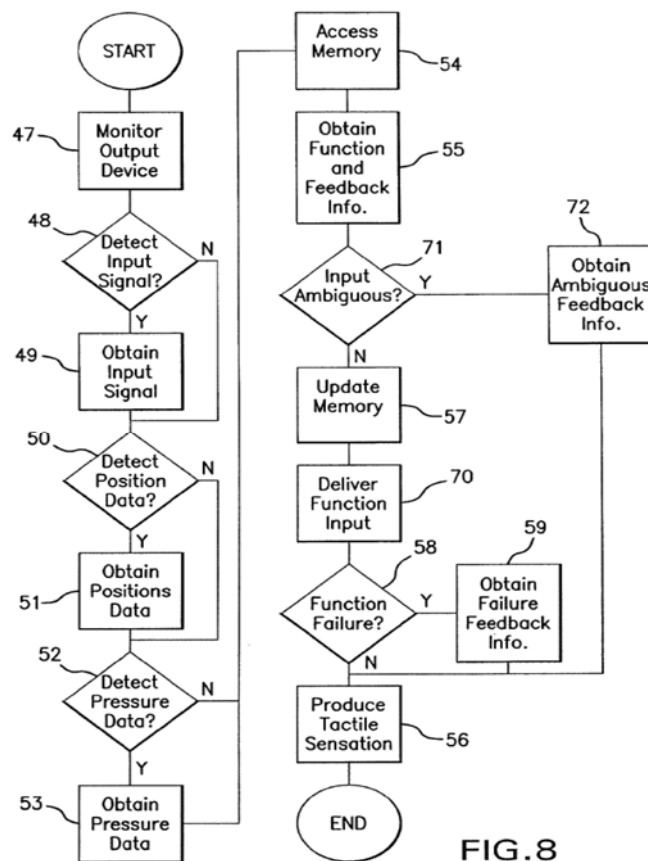 START
47
Monitor
Output
Device
48
Detect
Input
Signal?
N
Y
49
Obtain
Input
Signal
50
Detect
Position
Data?
N
Y
51
Obtain
Positions
Data
52
Detect
Pressure
Data?
N
Y
53
Obtain
Pressure
Data
Access
Memory
54
Obtain
Function
and
Feedback
Info.
55
71
Input
Ambiguous?
Y
N
72
Obtain
Ambiguous
Feedback
Info.
Update
Memory
57
Deliver
Function
Input
70
58
Function
Failure?
Y
N
59
Obtain
Failure
Feedback
Info.
Produce
Tactile
Sensation
56
END
FIG.8